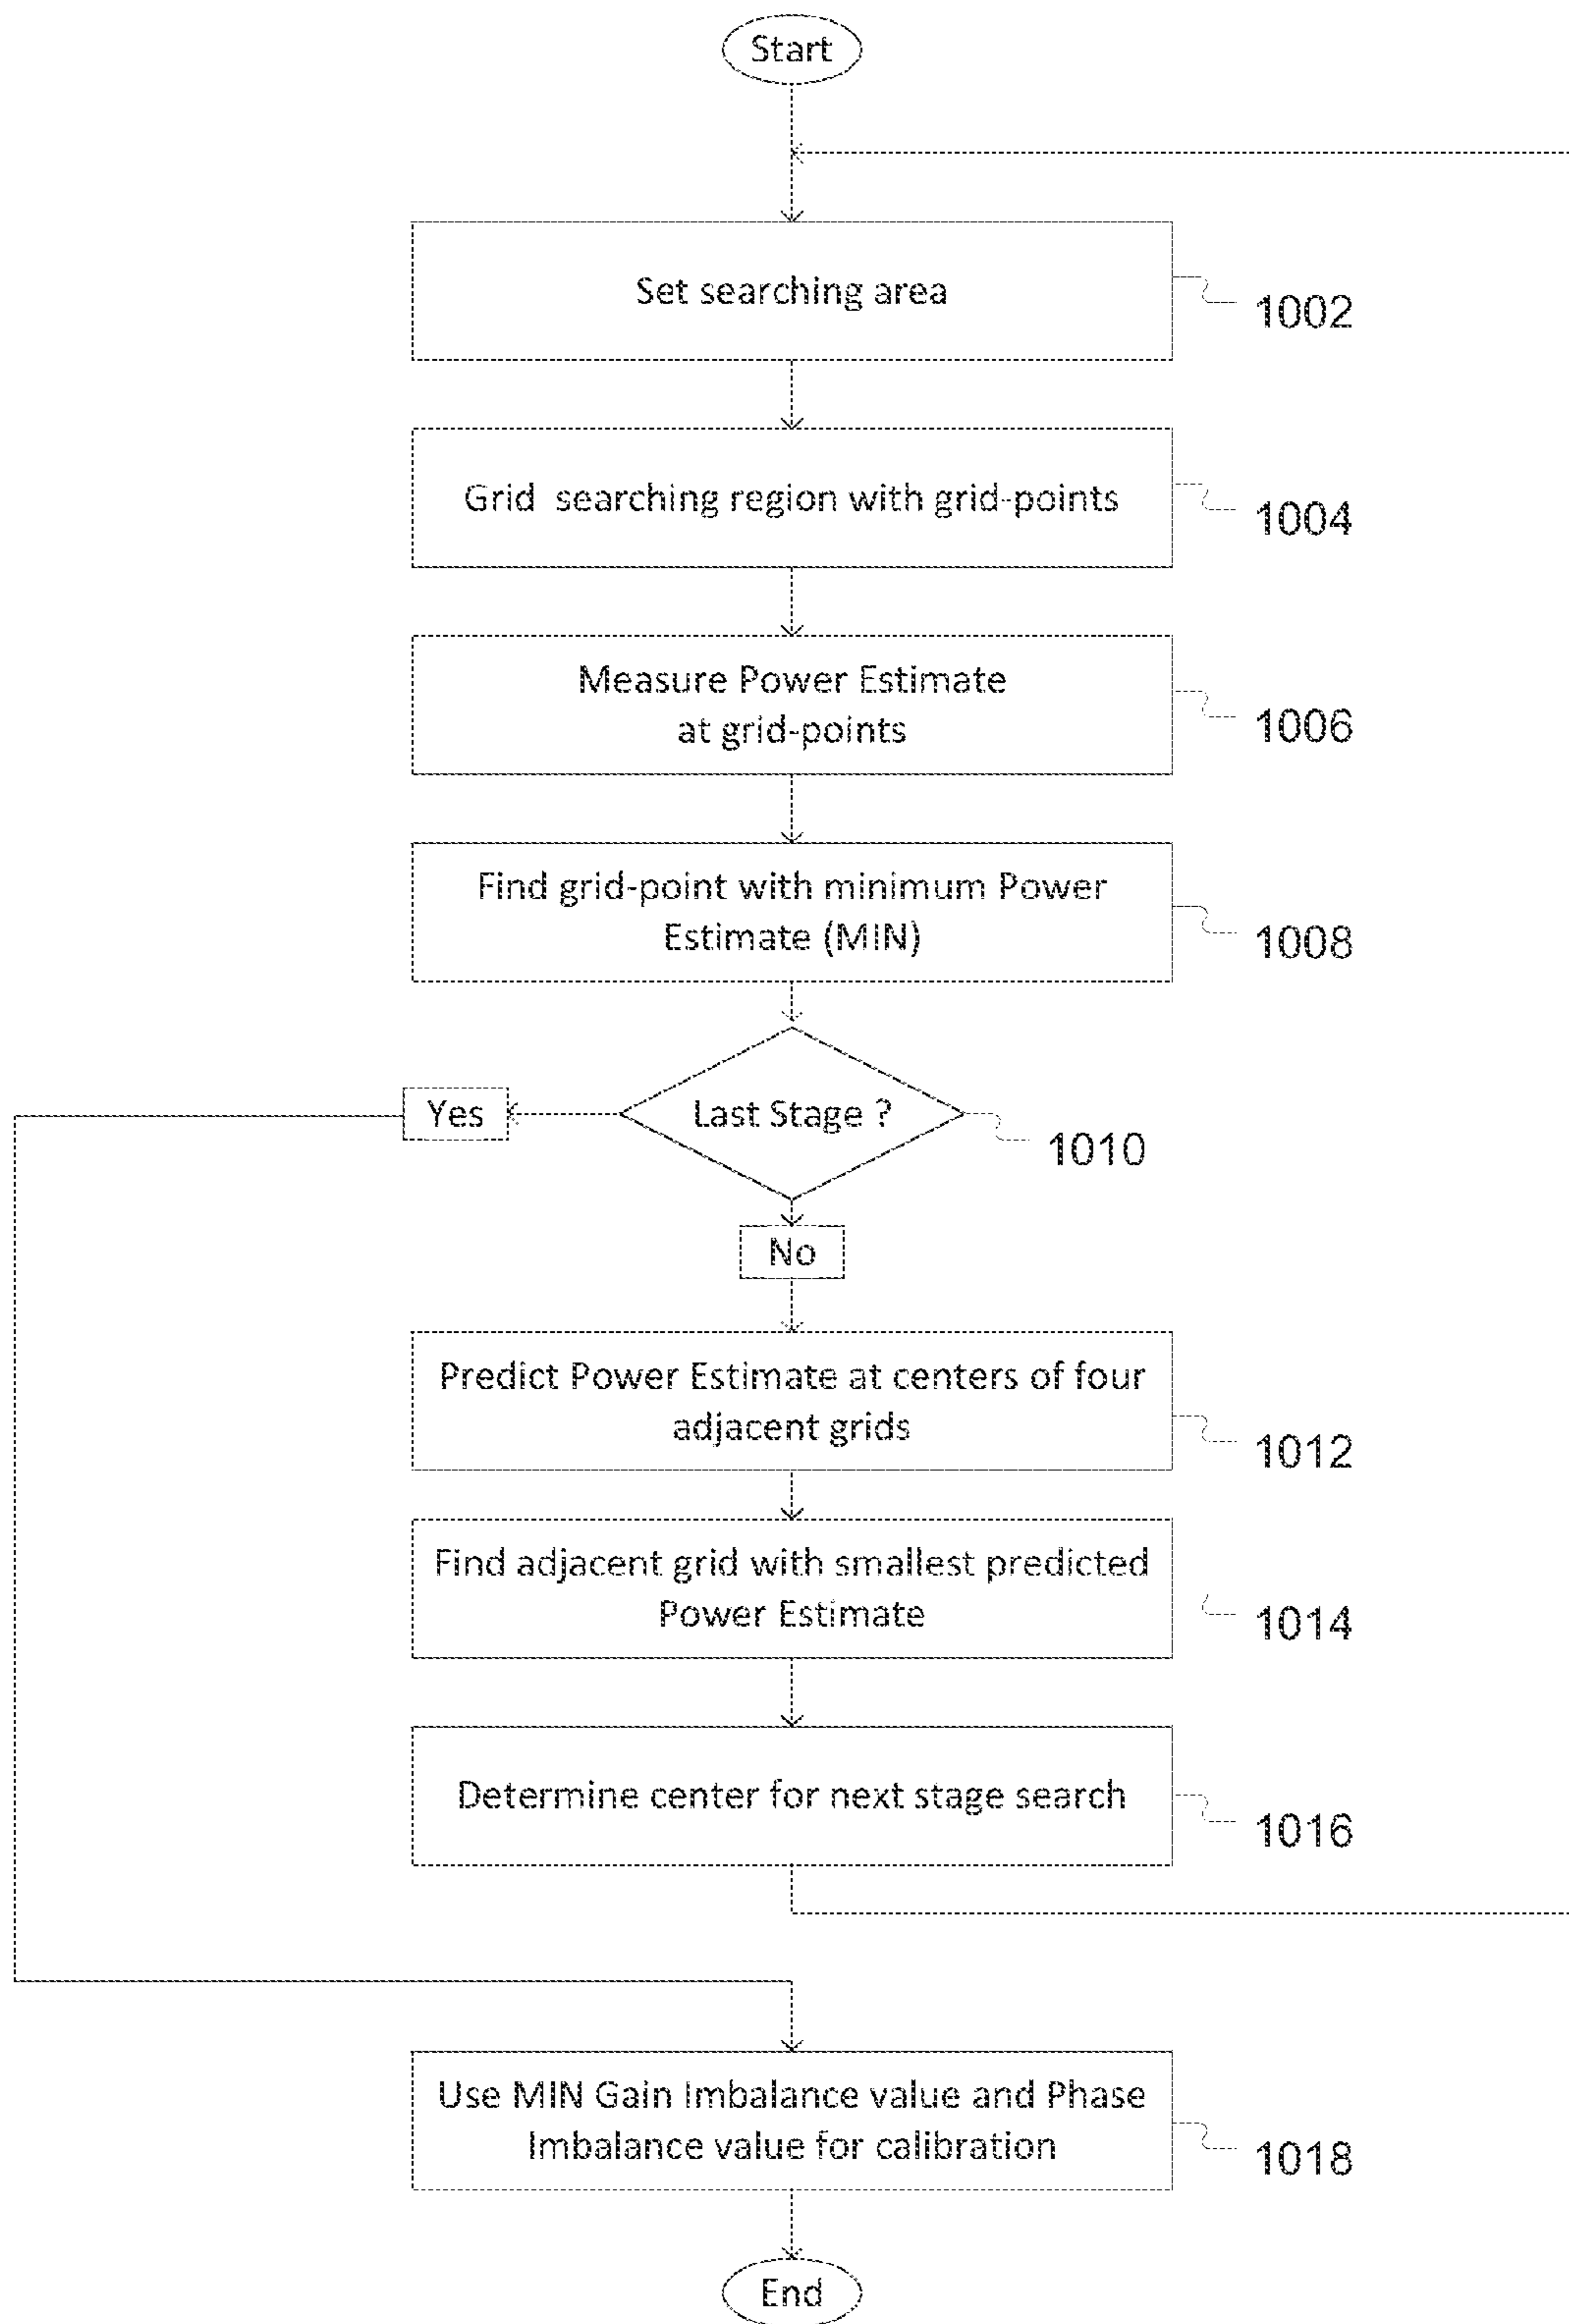 Start
Set searching area
1002
Grid searching region with grid-points
1004
Measure Power Estimate
at grid-points
1006
Find grid-point with minimum Power
Estimate (MIN)
1008
Yes
Last Stage ?
1010
No
Predict Power Estimate at centers of four
adjacent grids
1012
Find adjacent grid with smallest predicted
Power Estimate
1014
Determine center for next stage search
1016
Use MIN Gain Imbalance value and Phase
Imbalance value for calibration
1018
End